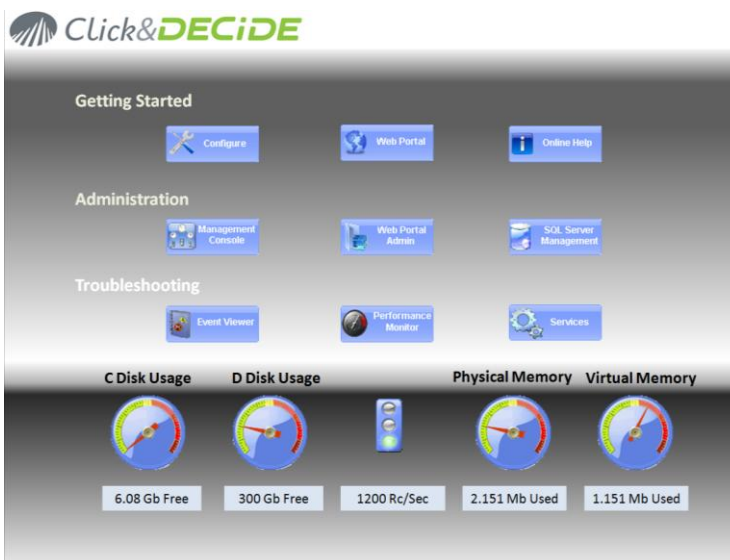 Click&DECiDE
Getting Started
Configure
Web Portal
Online Help
Administration
Management
Console
Web Portal
Admin
SQL Server
Management
Troubleshooting
Event Viewer
Performance
Monitor
Services
C Disk Usage
D Disk Usage
Physical Memory
Virtual Memory
6.08 Gb Free
300 Gb Free
1200 Rc/Sec
2.151 Mb Used
1.151 Mb Used